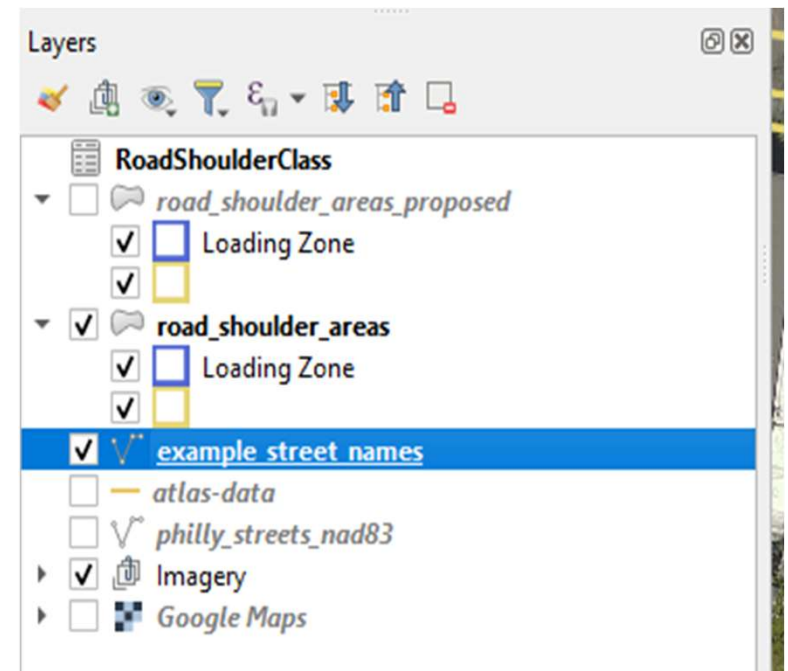 Layers
RoadShoulderClass
road_shoulder_areas_proposed
Loading Zone
road_shoulder_areas
Loading Zone
example_street_names
atlas-data
philly_streets_nad83
Imagery
Google Maps